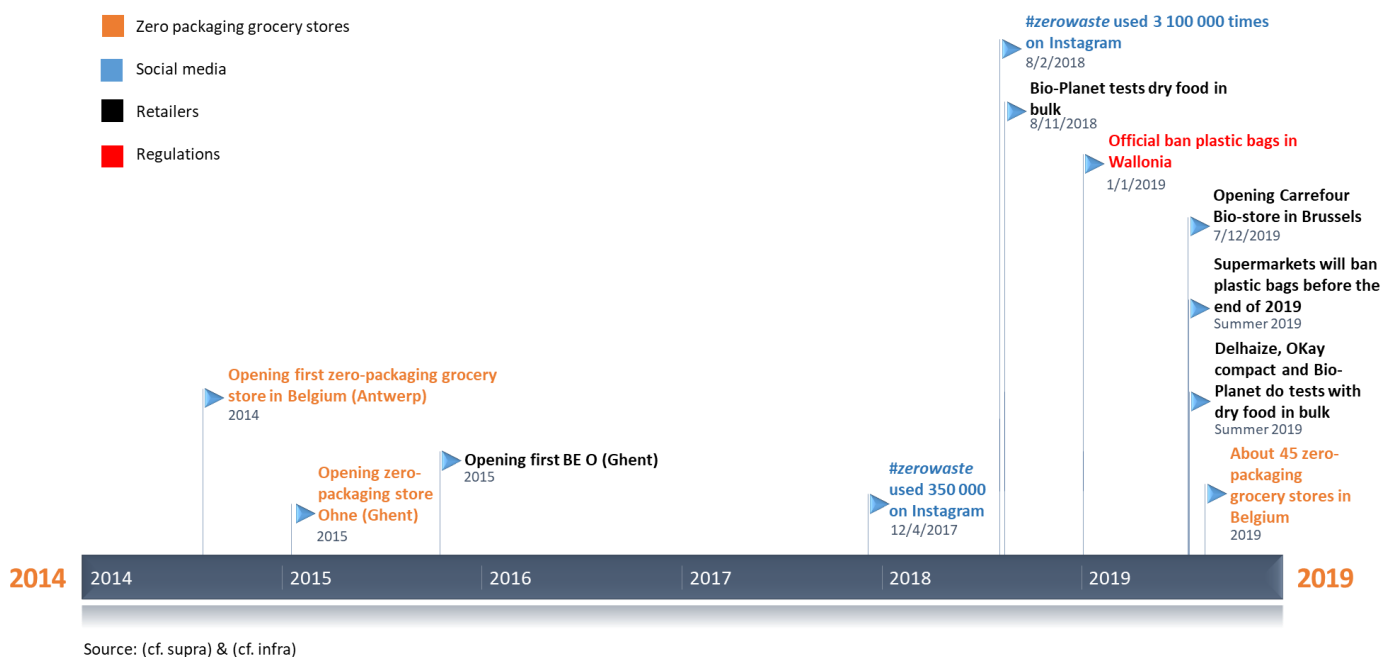 Zero packaging grocery stores
Social media
Retailers
Regulations
#zerowaste used 3 100 000 times
on Instagram
8/2/2018
Bio-Planet tests dry food in
bulk
8/11/2018
Official ban plastic bags in
Wallonia
1/1/2019
Opening Carrefour
Bio-store in Brussels
7/12/2019
Supermarkets will ban
plastic bags before the
end of 2019
Summer 2019
Delhaize, OKay
compact and Bio-
Planet do tests with
dry food in bulk
Summer 2019
Opening first zero-packaging grocery
store in Belgium (Antwerp)
2014
Opening zero-
packaging store
Ohne (Ghent)
2015
Opening first BE O (Ghent)
2015
#zerowaste
used 350 000
on Instagram
12/4/2017
About 45 zero-
packaging
grocery stores in
Belgium
2019
2014
2014
2015
2016
2017
2018
2019
2019
Source: (cf. supra) & (cf. infra)